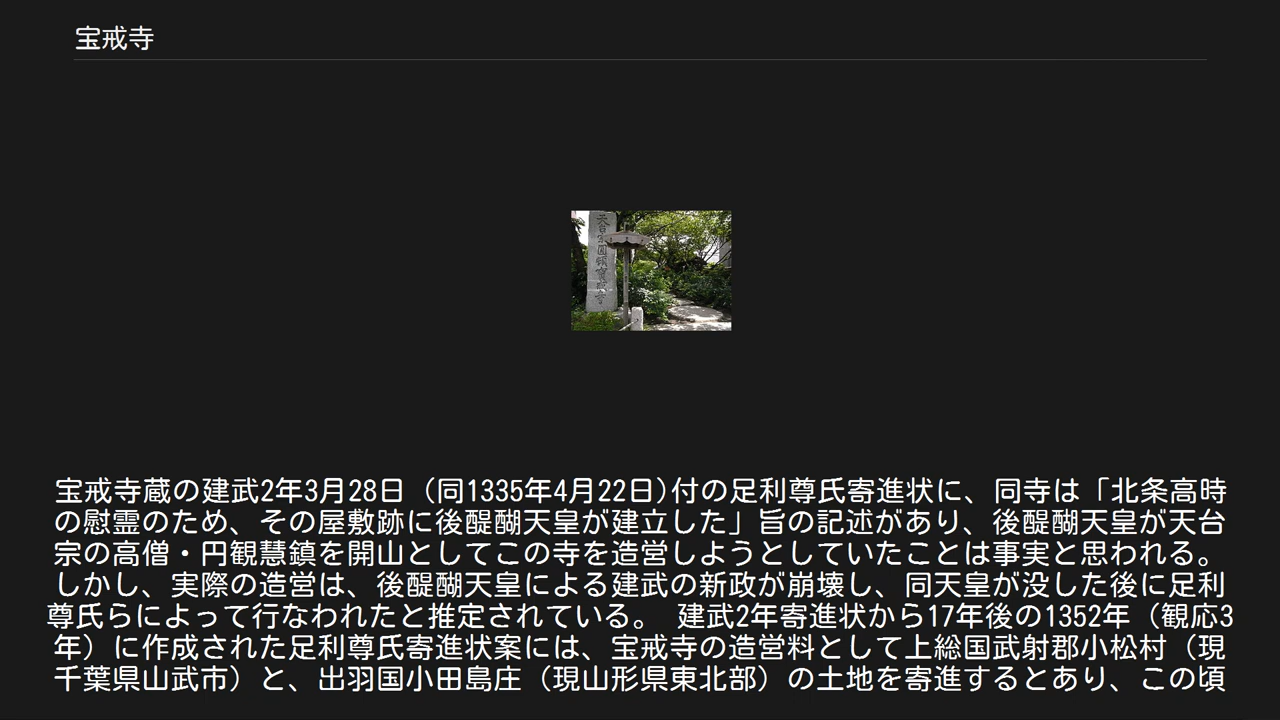 宝戒寺
天台宗圓頓寶戒寺
宝戒寺蔵の建武2年3月28日（同1335年4月22日)付の足利尊氏寄進状に、同寺は「北条高時
の慰霊のため、その屋敷跡に後醍醐天皇が建立した」旨の記述があり、後醍醐天皇が天台
宗の高僧・円観慧鎮を開山としてこの寺を造営しようとしていたことは事実と思われる。
しかし、実際の造営は、後醍醐天皇による建武の新政が崩壊し、同天皇が没した後に足利
尊氏らによって行なわれたと推定されている。 建武2年寄進状から17年後の1352年（観応3
年）に作成された足利尊氏寄進状案には、宝戒寺の造営料として上総国武射郡小松村（現
千葉県山武市）と、出羽国小田島庄（現山形県東北部）の土地を寄進するとあり、この頃